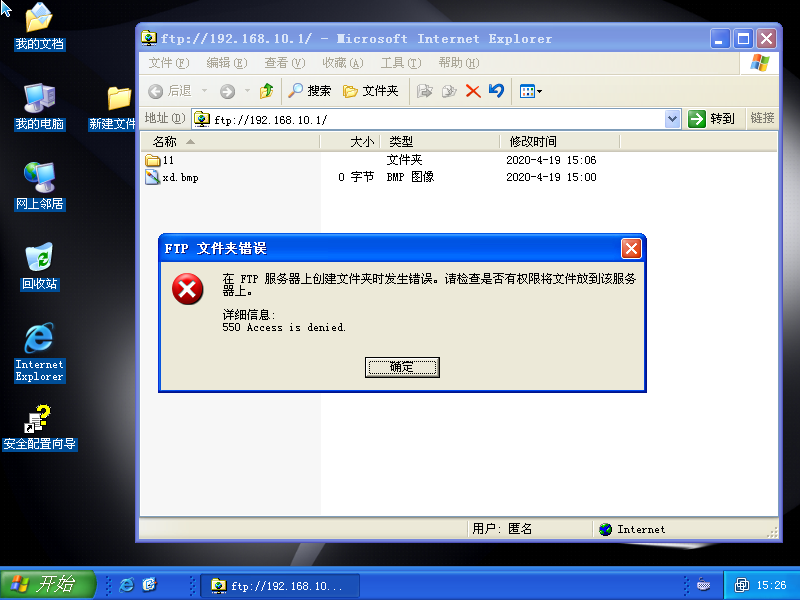 我的文档
我的电脑
新建文件
网上邻居
回收站
Internet
Explorer
安全配置向导
ftp://192.168.10.1/ - Microsoft Internet Explorer
文件(F) 编辑(E) 查看(V) 收藏(A) 工具(T) 帮助(H)
后退 搜索 文件夹
地址(D) ftp://192.168.10.1/ 转到 链接
名称 大小 类型 修改时间
11 文件夹 2020-4-19 15:06
xd.bmp 0 字节 BMP 图像 2020-4-19 15:00
FTP 文件夹错误
在 FTP 服务器上创建文件夹时发生错误。请检查是否有权限将文件放到该服务
器上。
详细信息:
550 Access is denied.
确定
用户: 匿名 Internet
开始 ftp://192.168.10... 15:26